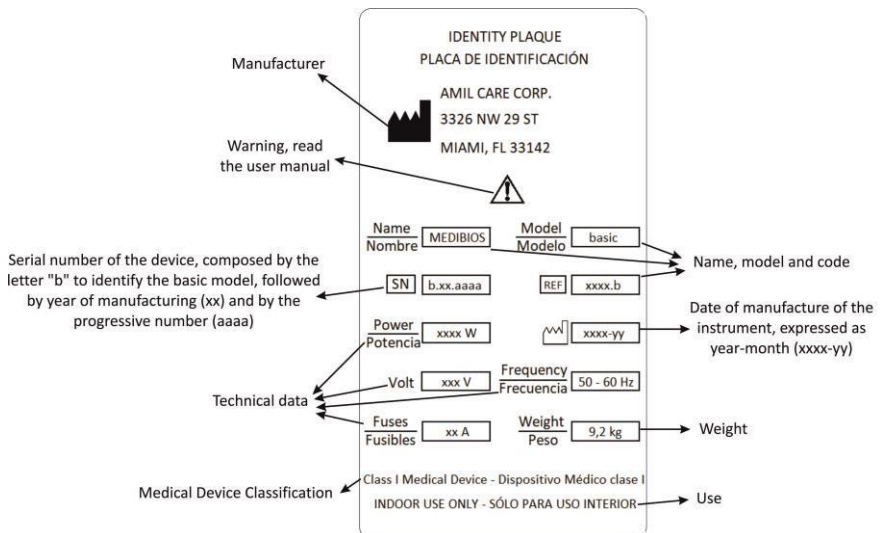 IDENTITY PLAQUE
PLACA DE IDENTIFICACIÓN
Manufacturer
AMIL CARE CORP.
3326 NW 29 ST
MIAMI, FL 33142
Warning, read
the user manual
Name
Nombre
MEDIBIOS
Model
Modelo
basic
Name, model and code
Serial number of the device, composed by the
letter "b" to identify the basic model, followed
by year of manufacturing (xx) and by the
progressive number (aaaa)
SN
b.xx.aaaa
REF
xxxx.b
Power
Potencia
xxxx W
xxxx-yy
Date of manufacture of the
instrument, expressed as
year-month (xxxx-yy)
Technical data
Volt
xxx V
Frequency
Frecuencia
50 - 60 Hz
Fuses
Fusibles
xx A
Weight
Peso
9,2 kg
Weight
Medical Device Classification
Class I Medical Device - Dispositivo Médico clase I
INDOOR USE ONLY - SÓLO PARA USO INTERIOR
Use